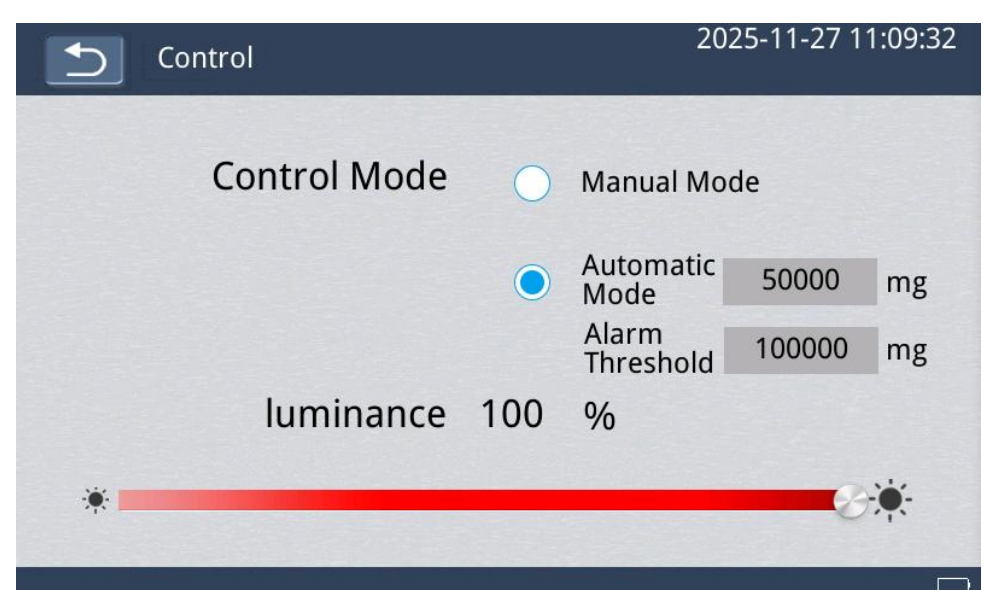 Control
2025-11-27 11:09:32
Control Mode
Manual Mode
Automatic
Mode
50000 mg
Alarm
Threshold
100000 mg
luminance 100 %